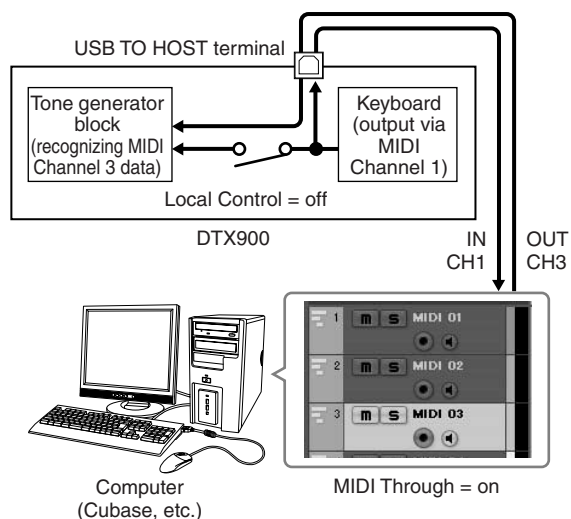 USB TO HOST terminal
Tone generator
block
(recognizing MIDI
Channel 3 data)
Keyboard
(output via
MIDI
Channel 1)
Local Control = off
DTX900
IN
CH1
OUT
CH3
1 m S MIDI 01
2 m S MIDI 02
3 m S MIDI 03
Computer
(Cubase, etc.)
MIDI Through = on